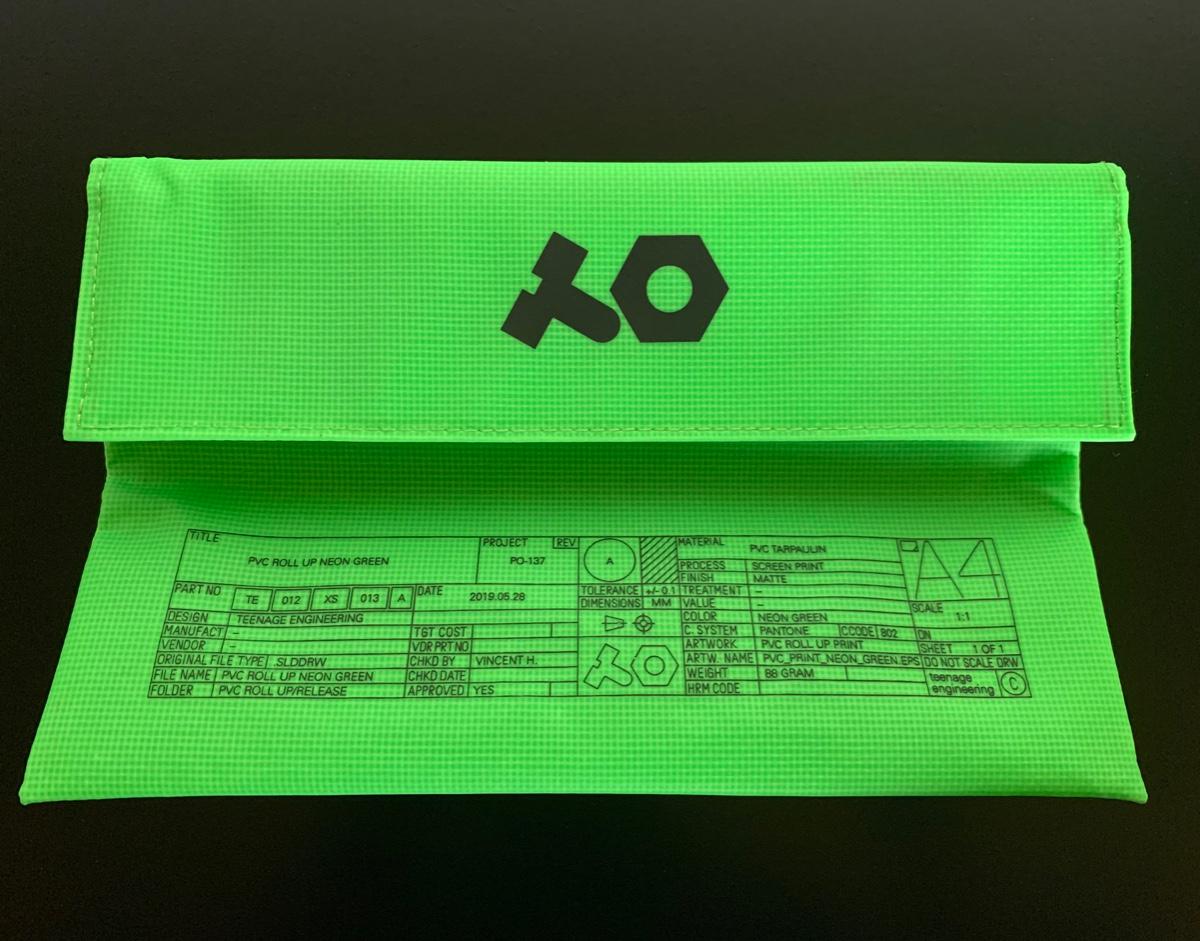 TITLE
PVC ROLL UP NEON GREEN
PROJECT REV
PO-137
PART NO TE 012 XS 013 A
DATE 2019.05.28
DESIGN TEENAGE ENGINEERING
MANUFACT –
VENDOR –
ORIGINAL FILE TYPE .SLDDRW
FILE NAME PVC ROLL UP NEON GREEN
FOLDER PVC ROLL UP/RELEASE
TGT COST
VDR PRT NO
CHKD BY VINCENT H.
CHKD DATE
APPROVED YES
A
TOLERANCE +/- 0.1
DIMENSIONS MM
MATERIAL PVC TARPAULIN
PROCESS SCREEN PRINT
FINISH MATTE
TREATMENT –
VALUE –
COLOR NEON GREEN
C. SYSTEM PANTONE CCODE 802
ARTWORK PVC ROLL UP PRINT
ARTW. NAME PVC_PRINT_NEON_GREEN.EPS
WEIGHT 88 GRAM
HRM CODE
A4
SCALE
1:1
DN
SHEET 1 OF 1
DO NOT SCALE DRW
teenage
engineering
C